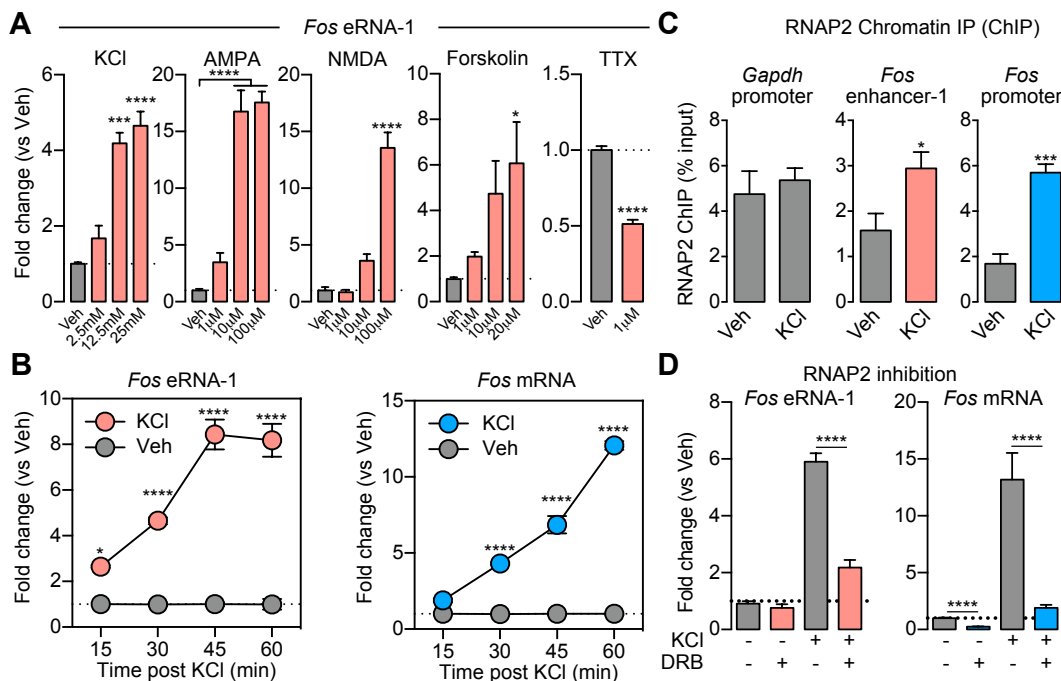 A
Fos eRNA-1
KCl
AMPA
NMDA
Forskolin
TTX
Fold change (vs Veh)
6
4
2
0
***
****
Veh
2.5mM
12.5mM
25mM
20
15
10
5
0
****
Veh
1µM
10µM
100µM
20
15
10
5
0
****
Veh
1µM
10µM
100µM
10
8
6
4
2
0
*
Veh
1µM
10µM
20µM
1.5
1.0
0.5
0.0
****
Veh
1µM
C
RNAP2 Chromatin IP (ChIP)
Gapdh
promoter
Fos
enhancer-1
Fos
promoter
RNAP2 ChIP (% input)
8
6
4
2
0
Veh
KCl
4
3
2
1
0
*
Veh
KCl
8
6
4
2
0
***
Veh
KCl
B
Fos eRNA-1
Fold change (vs Veh)
10
8
6
4
2
0
KCl
Veh
*
****
****
****
15
30
45
60
Time post KCl (min)
Fos mRNA
Fold change (vs Veh)
15
10
5
0
KCl
Veh
****
****
****
15
30
45
60
Time post KCl (min)
D
RNAP2 inhibition
Fos eRNA-1
Fos mRNA
Fold change (vs Veh)
8
6
4
2
0
****
20
15
10
5
0
****
****
KCl - - + + - - + +
DRB - + - + - + - +